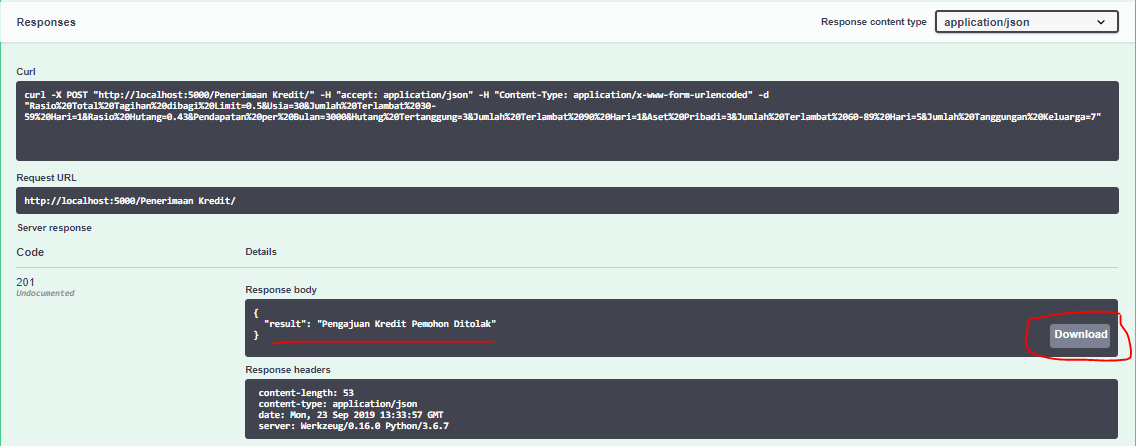 Responses
Response content type
application/json
Curl
curl -X POST "http://localhost:5000/Penerimaan Kredit/" -H "accept: application/json" -H "Content-Type: application/x-www-form-urlencoded" -d
"Rasio%20Total%20Tagihan%20dibagi%20Limit=0.5&Usia=30&Jumlah%20Terlambat%2030-
59%20Hari=1&Rasio%20Hutang=0.43&Pendapatan%20per%20Bulan=3000&Hutang%20Tertanggung=3&Jumlah%20Terlambat%2090%20Hari=1&Aset%20Pribadi=3&Jumlah%20Terlambat%2060-89%20Hari=5&Jumlah%20Tanggungan%20Keluarga=7"
Request URL
http://localhost:5000/Penerimaan Kredit/
Server response
Code
Details
201
Undocumented
Response body
{
"result": "Pengajuan Kredit Pemohon Ditolak"
}
Download
Response headers
content-length: 53
content-type: application/json
date: Mon, 23 Sep 2019 13:33:57 GMT
server: Werkzeug/0.16.0 Python/3.6.7